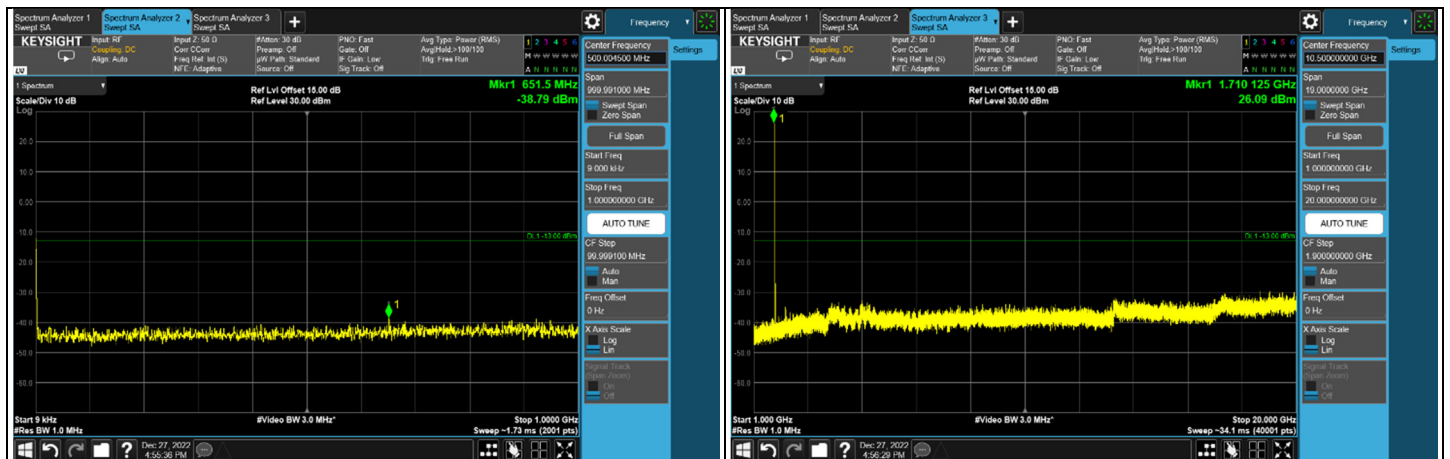 Spectrum Analyzer 1
Swept SA
Spectrum Analyzer 2
Swept SA
Spectrum Analyzer 3
Swept SA
Frequency
KEYSIGHT
Input: RF
Coupling: DC
Align: Auto
Input Z: 50 Ω
Corr CCorr
Freq Ref: Int (S)
NFE: Adaptive
#Atten: 30 dB
Preamp: Off
µW Path: Standard
Source: Off
PNO: Fast
Gate: Off
IF Gain: Low
Sig Track: Off
Avg Type: Power (RMS)
Avg|Hold:>100/100
Trig: Free Run
1 2 3 4 5 6
M W W W W W
A N N N N N
LXI
1 Spectrum
Scale/Div 10 dB
Log
Ref Lvl Offset 15.00 dB
Ref Level 30.00 dBm
Mkr1 651.5 MHz
-38.79 dBm
1
20.0
10.0
0.00
-10.0
-20.0
-30.0
-40.0
-50.0
-60.0
DL1 -13.00 dBm
Start 9 kHz
#Res BW 1.0 MHz
#Video BW 3.0 MHz*
Stop 1.0000 GHz
Sweep ~1.73 ms (2001 pts)
Dec 27, 2022
4:55:36 PM
Center Frequency
500.004500 MHz
Settings
Span
999.991000 MHz
Swept Span
Zero Span
Full Span
Start Freq
9.000 kHz
Stop Freq
1.000000000 GHz
AUTO TUNE
CF Step
99.999100 MHz
Auto
Man
Freq Offset
0 Hz
X Axis Scale
Log
Lin
Signal Track
(Span Zoom)
On
Off
Spectrum Analyzer 1
Swept SA
Spectrum Analyzer 2
Swept SA
Spectrum Analyzer 3
Swept SA
Frequency
KEYSIGHT
Input: RF
Coupling: DC
Align: Auto
Input Z: 50 Ω
Corr CCorr
Freq Ref: Int (S)
NFE: Adaptive
#Atten: 30 dB
Preamp: Off
µW Path: Standard
Source: Off
PNO: Fast
Gate: Off
IF Gain: Low
Sig Track: Off
Avg Type: Power (RMS)
Avg|Hold:>100/100
Trig: Free Run
1 2 3 4 5 6
M W W W W W
A N N N N N
LXI
1 Spectrum
Scale/Div 10 dB
Log
Ref Lvl Offset 15.00 dB
Ref Level 30.00 dBm
Mkr1 1.710 125 GHz
26.09 dBm
1
20.0
10.0
0.00
-10.0
-20.0
-30.0
-40.0
-50.0
-60.0
DL1 -13.00 dBm
Start 1.000 GHz
#Res BW 1.0 MHz
#Video BW 3.0 MHz*
Stop 20.000 GHz
Sweep ~34.1 ms (40001 pts)
Dec 27, 2022
4:56:29 PM
Center Frequency
10.500000000 GHz
Settings
Span
19.0000000 GHz
Swept Span
Zero Span
Full Span
Start Freq
1.000000000 GHz
Stop Freq
20.000000000 GHz
AUTO TUNE
CF Step
1.900000000 GHz
Auto
Man
Freq Offset
0 Hz
X Axis Scale
Log
Lin
Signal Track
(Span Zoom)
On
Off